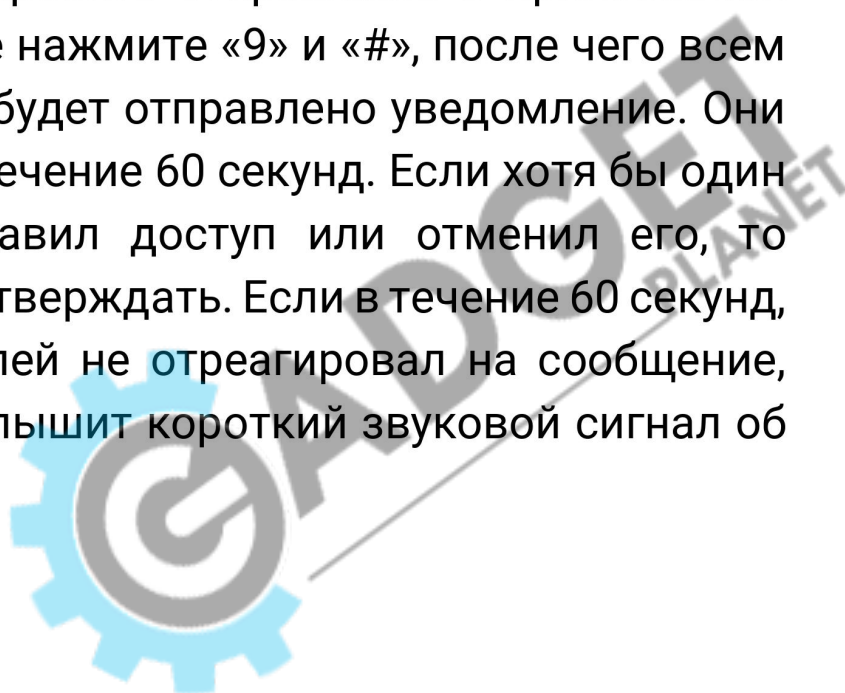 е нажмите «9» и «#», после чего всем
будет отправлено уведомление. Они
ечение 60 секунд. Если хотя бы один
авил доступ или отменил его, то
тверждать. Если в течение 60 секунд,
лей не отреагировал на сообщение,
лышит короткий звуковой сигнал об
GADGET
PLANET